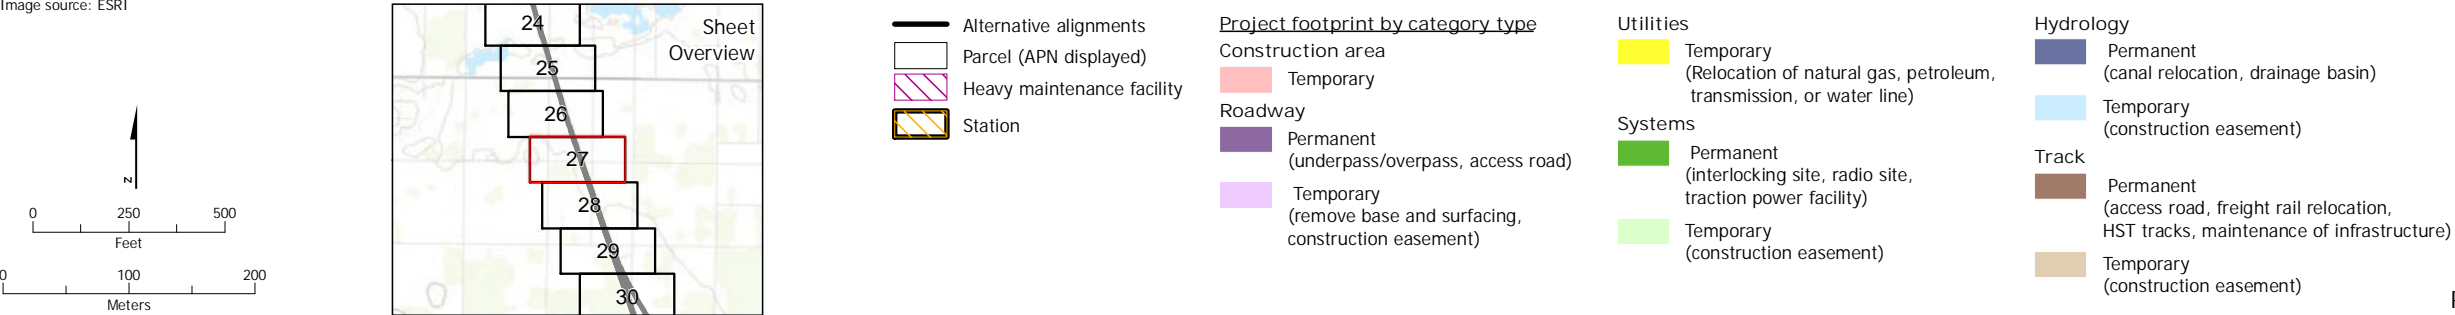 Image source: ESRI
N
0 250 500
Feet
0 100 200
Meters
Sheet
Overview
24
25
26
27
28
29
30
Alternative alignments
Parcel (APN displayed)
Heavy maintenance facility
Station
Project footprint by category type
Construction area
Temporary
Roadway
Permanent
(underpass/overpass, access road)
Temporary
(remove base and surfacing,
construction easement)
Utilities
Temporary
(Relocation of natural gas, petroleum,
transmission, or water line)
Systems
Permanent
(interlocking site, radio site,
traction power facility)
Temporary
(construction easement)
Hydrology
Permanent
(canal relocation, drainage basin)
Temporary
(construction easement)
Track
Permanent
(access road, freight rail relocation,
HST tracks, maintenance of infrastructure)
Temporary
(construction easement)